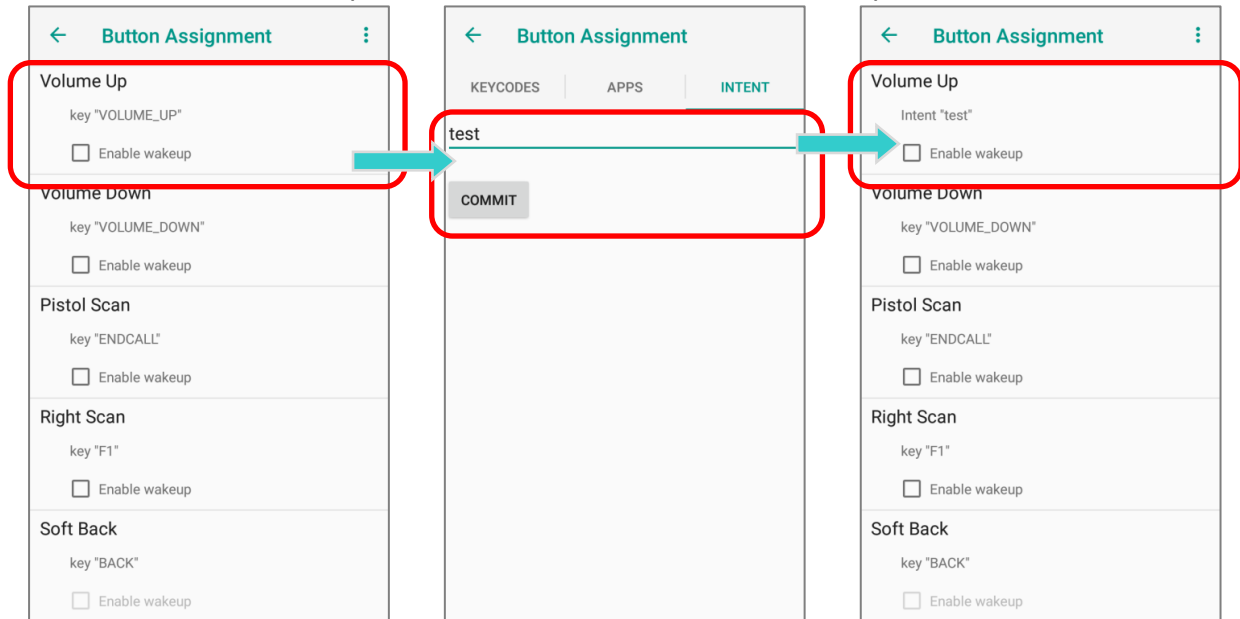 Button Assignment
Volume Up
key "VOLUME_UP"
Enable wakeup
Volume Down
key "VOLUME_DOWN"
Enable wakeup
Pistol Scan
key "ENDCALL"
Enable wakeup
Right Scan
key "F1"
Enable wakeup
Soft Back
key "BACK"
Enable wakeup
Button Assignment
KEYCODES APPS INTENT
test
COMMIT
Button Assignment
Volume Up
Intent "test"
Enable wakeup
Volume Down
key "VOLUME_DOWN"
Enable wakeup
Pistol Scan
key "ENDCALL"
Enable wakeup
Right Scan
key "F1"
Enable wakeup
Soft Back
key "BACK"
Enable wakeup